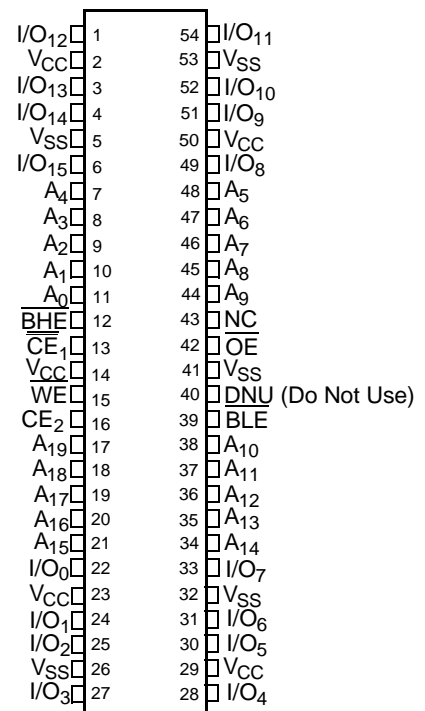 I/O12 1 54 I/O11
VCC 2 53 VSS
I/O13 3 52 I/O10
I/O14 4 51 I/O9
VSS 5 50 VCC
I/O15 6 49 I/O8
A4 7 48 A5
A3 8 47 A6
A2 9 46 A7
A1 10 45 A8
A0 11 44 A9
BHE 12 43 NC
CE1 13 42 OE
VCC 14 41 VSS
WE 15 40 DNU (Do Not Use)
CE2 16 39 BLE
A19 17 38 A10
A18 18 37 A11
A17 19 36 A12
A16 20 35 A13
A15 21 34 A14
I/O0 22 33 I/O7
VCC 23 32 VSS
I/O1 24 31 I/O6
I/O2 25 30 I/O5
VSS 26 29 VCC
I/O3 27 28 I/O4